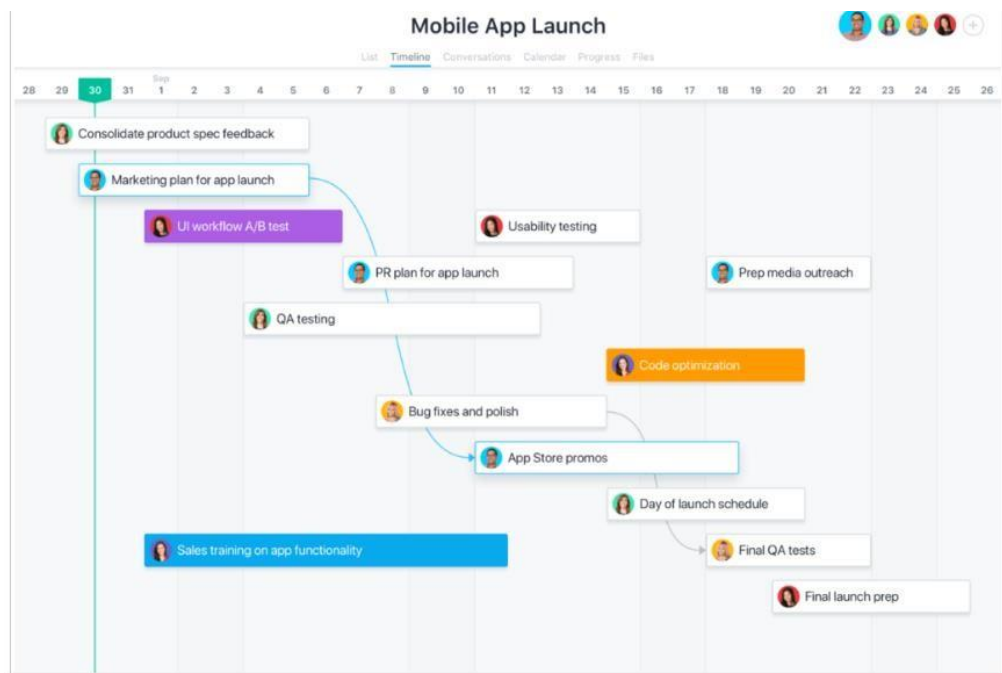 Mobile App Launch
List Timeline Conversations Calendar Progress Files
Sep
28 29 30 31 1 2 3 4 5 6 7 8 9 10 11 12 13 14 15 16 17 18 19 20 21 22 23 24 25 26
Consolidate product spec feedback
Marketing plan for app launch
UI workflow A/B test
Usability testing
PR plan for app launch
Prep media outreach
QA testing
Code optimization
Bug fixes and polish
App Store promos
Day of launch schedule
Sales training on app functionality
Final QA tests
Final launch prep